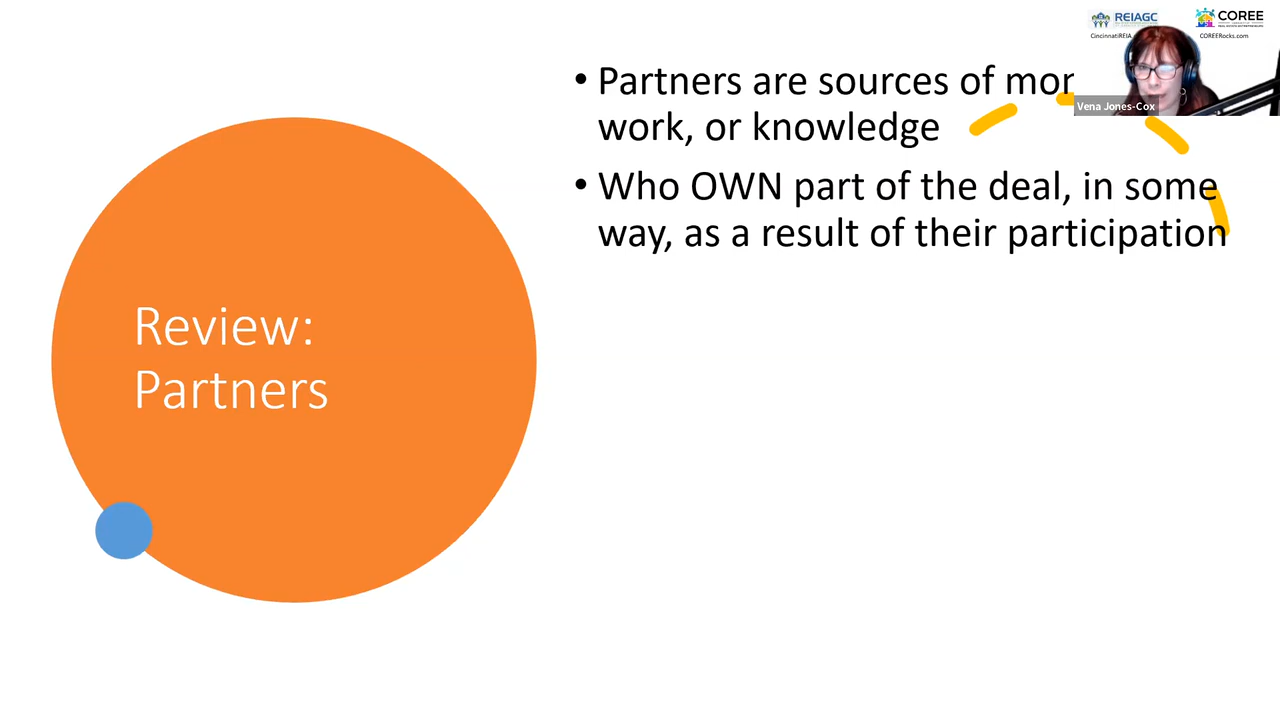 REIAGC
COREE
CincinnatiREIA.
COREERocks.com
• Partners are sources of
work, or knowledge
• Who OWN part of the deal, in some
way, as a result of their participation
Vena Jones-Cox
Review:
Partners